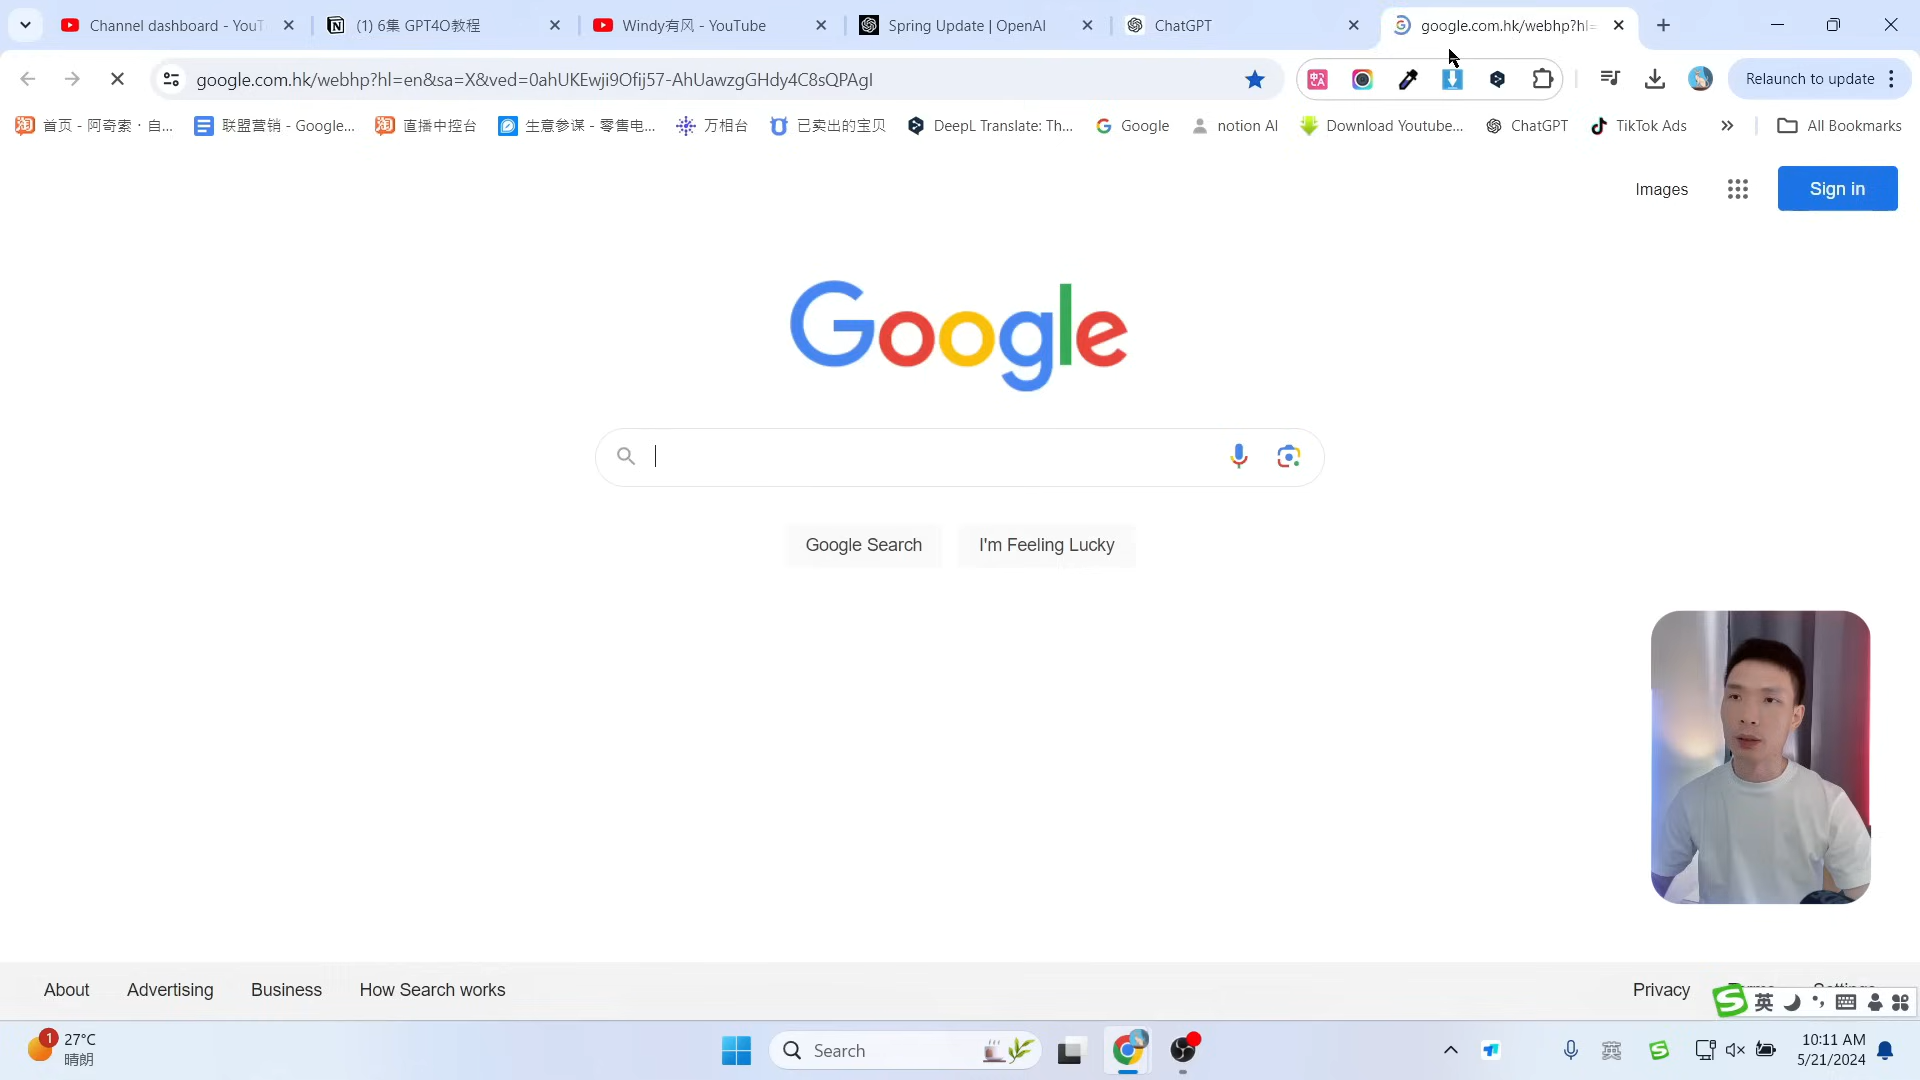 Channel dashboard - YouT
(1) 6集 GPT4O教程
Windy有风 - YouTube
Spring Update | OpenAI
ChatGPT
google.com.hk/webhp?hl=
google.com.hk/webhp?hl=en&sa=X&ved=0ahUKEwji9Ofij57-AhUawzgGHdy4C8sQPAgI
Relaunch to update
首页 - 阿奇索 · 自...
联盟营销 - Google...
直播中控台
生意参谋 - 零售电...
万相台
已卖出的宝贝
DeepL Translate: Th...
Google
notion AI
Download Youtube...
ChatGPT
TikTok Ads
All Bookmarks
Images
Sign in
Google
Google Search
I'm Feeling Lucky
About
Advertising
Business
How Search works
Privacy
英
1
27°C
晴朗
Search
英
10:11 AM
5/21/2024